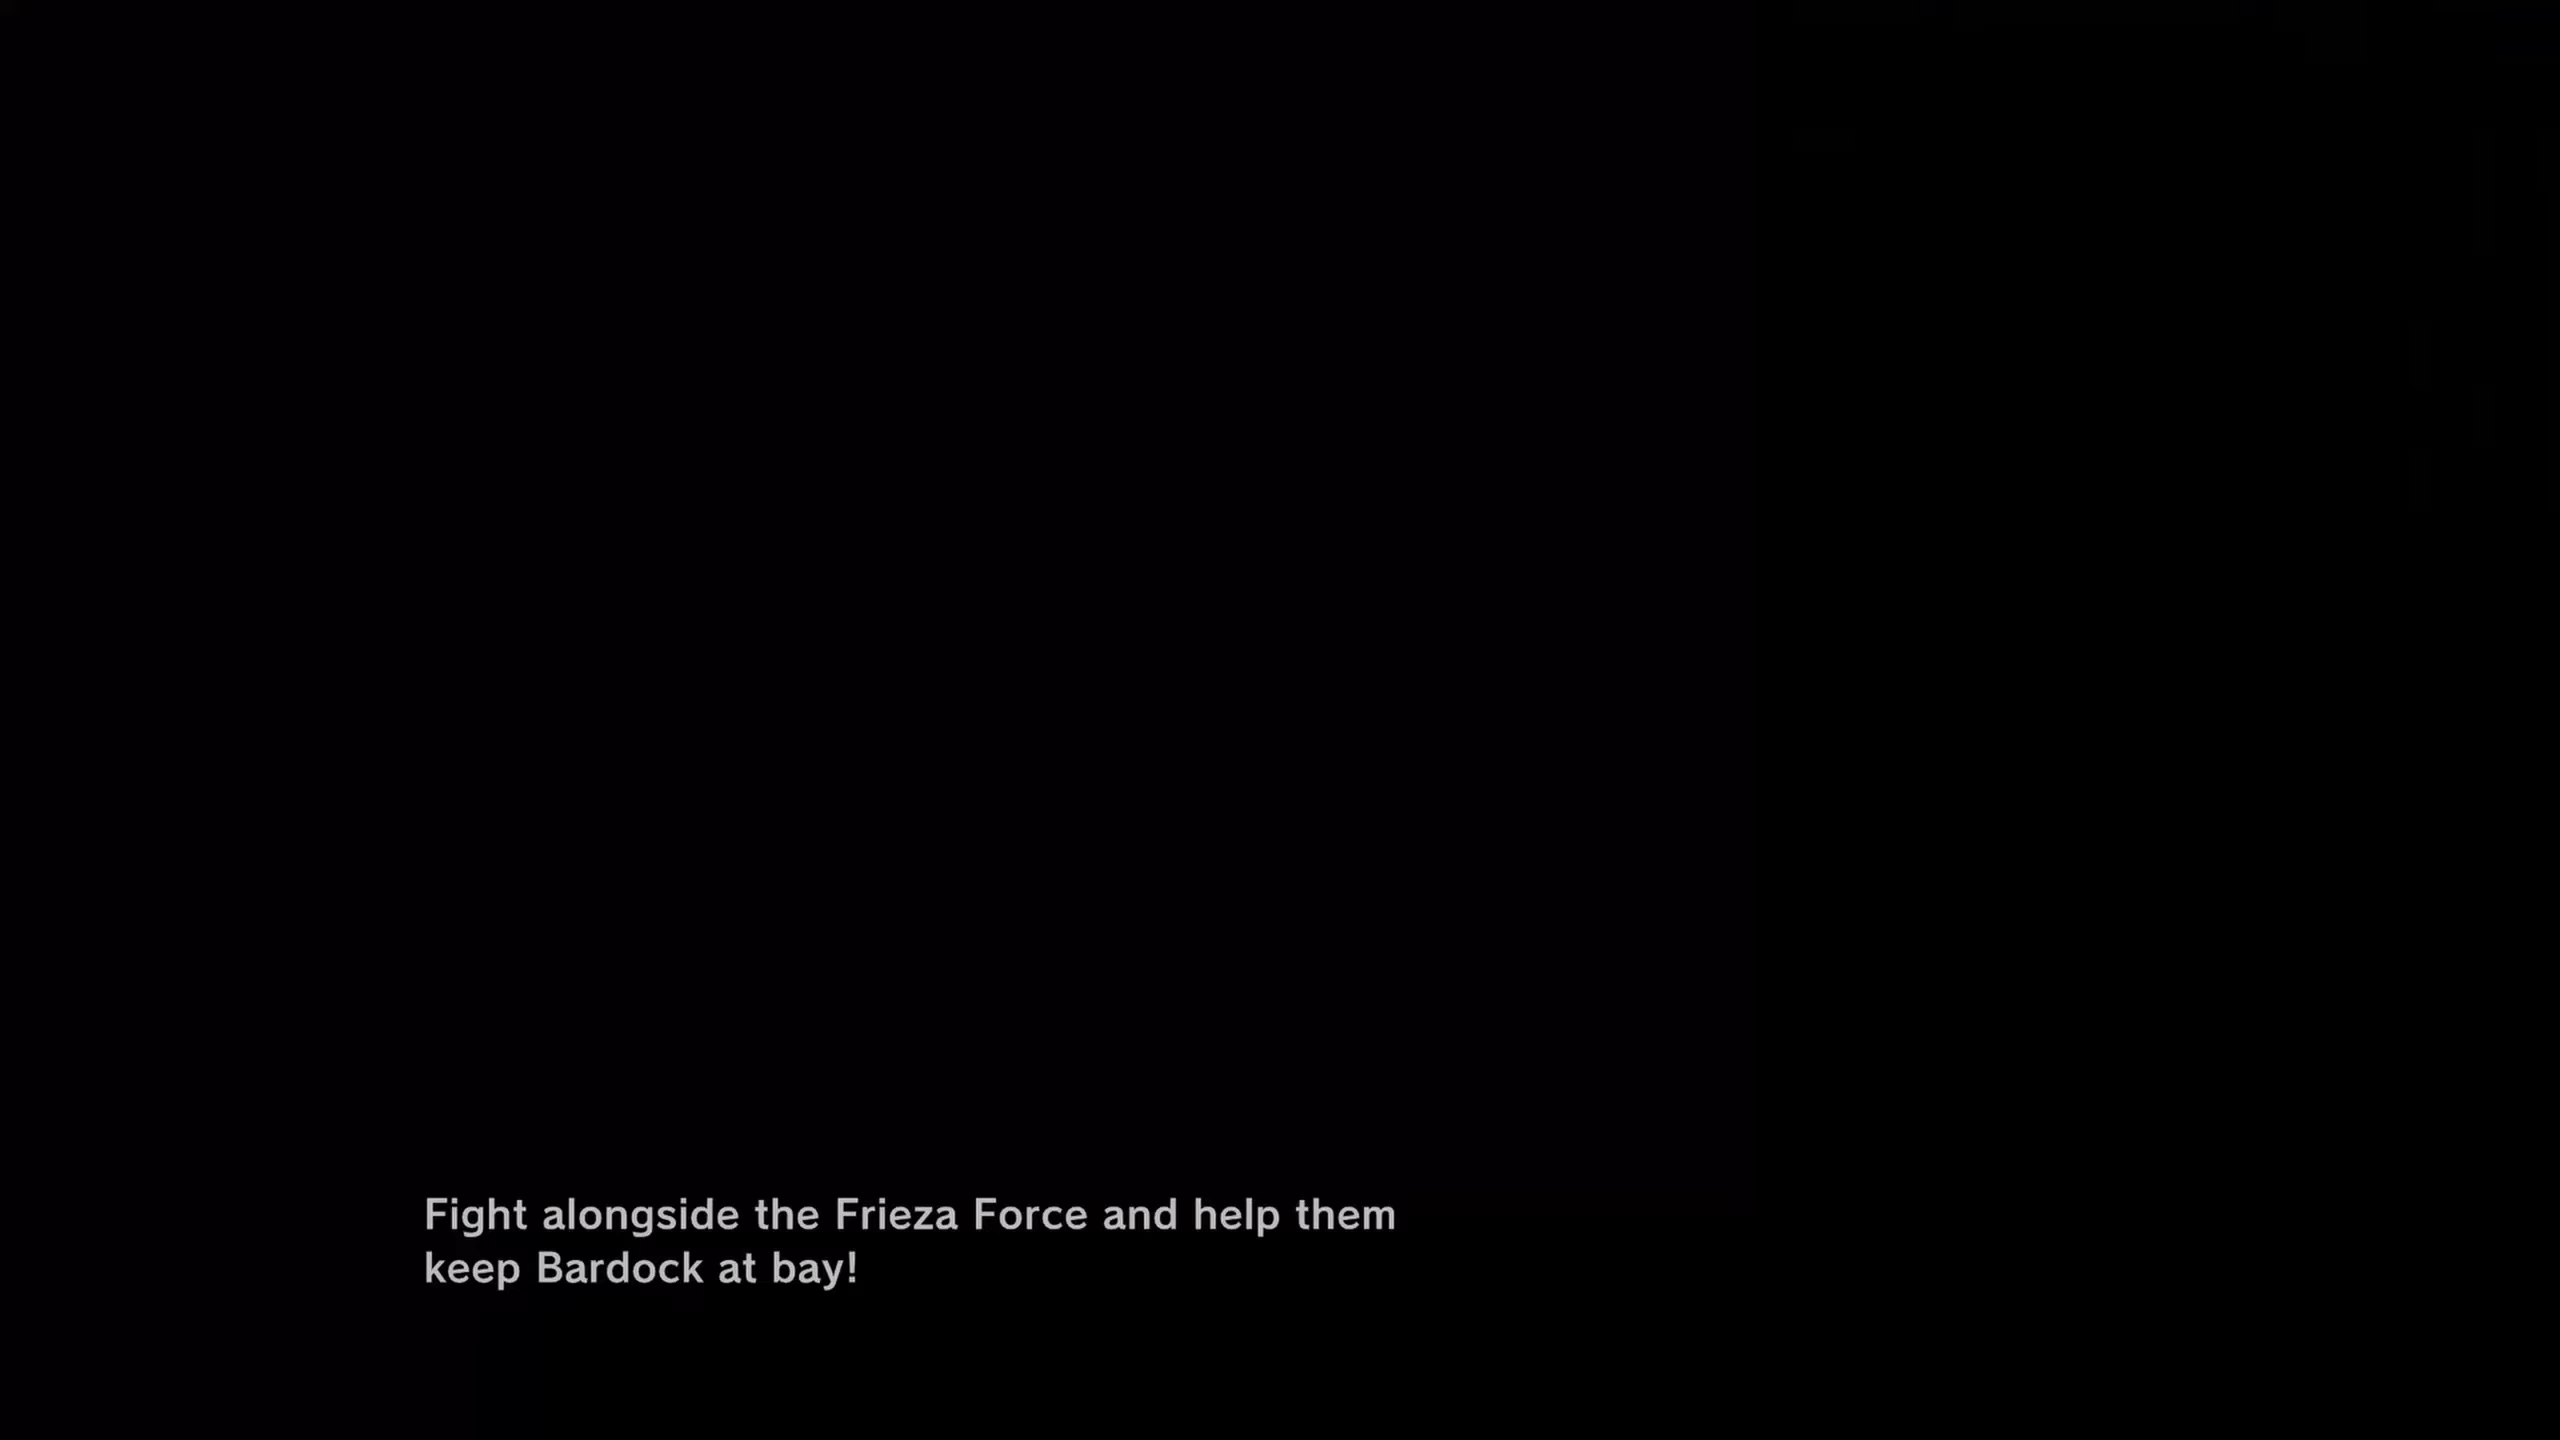 Fight alongside the Frieza Force and help them
keep Bardock at bay!